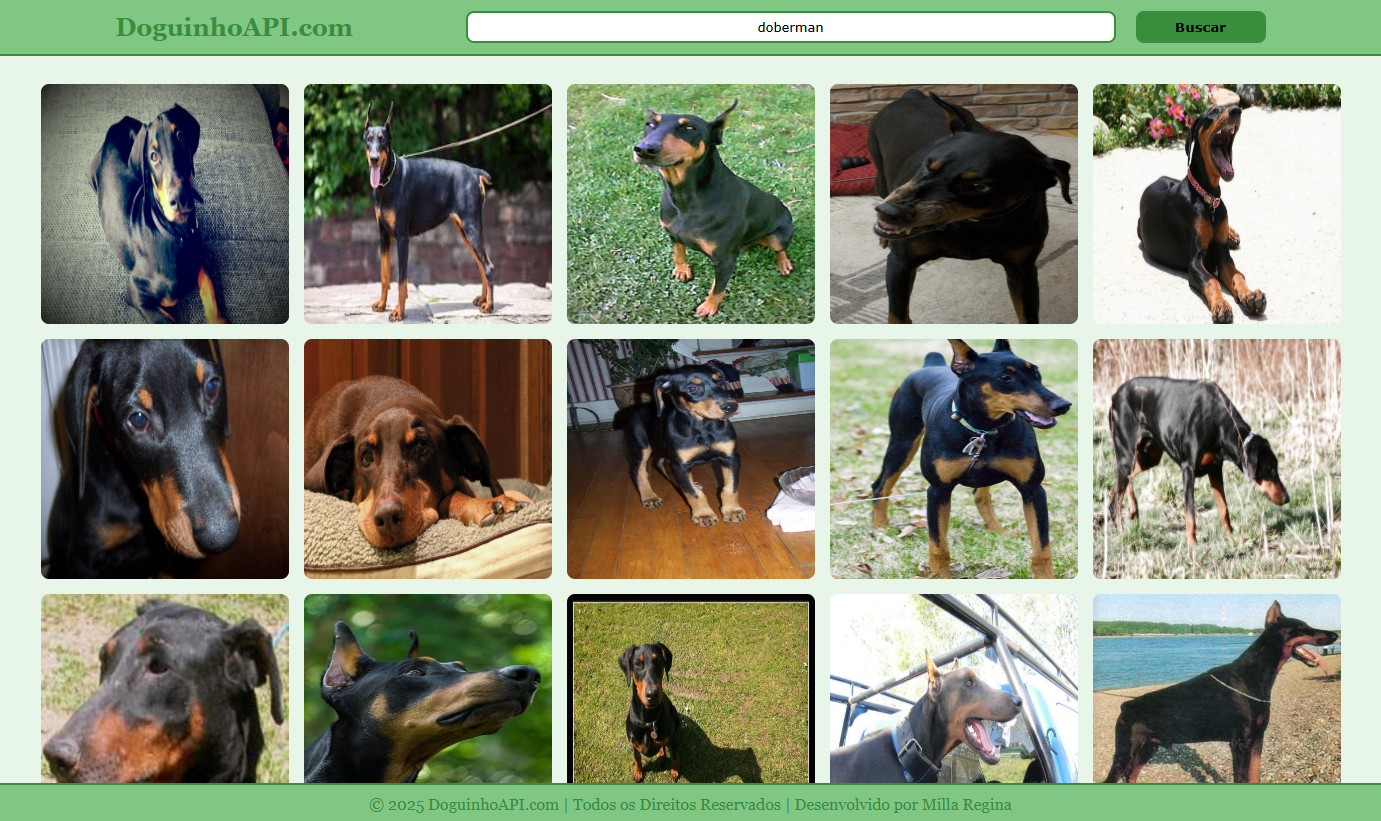 DoguinhoAPI.com
doberman
Buscar
© 2025 DoguinhoAPI.com | Todos os Direitos Reservados | Desenvolvido por Milla Regina